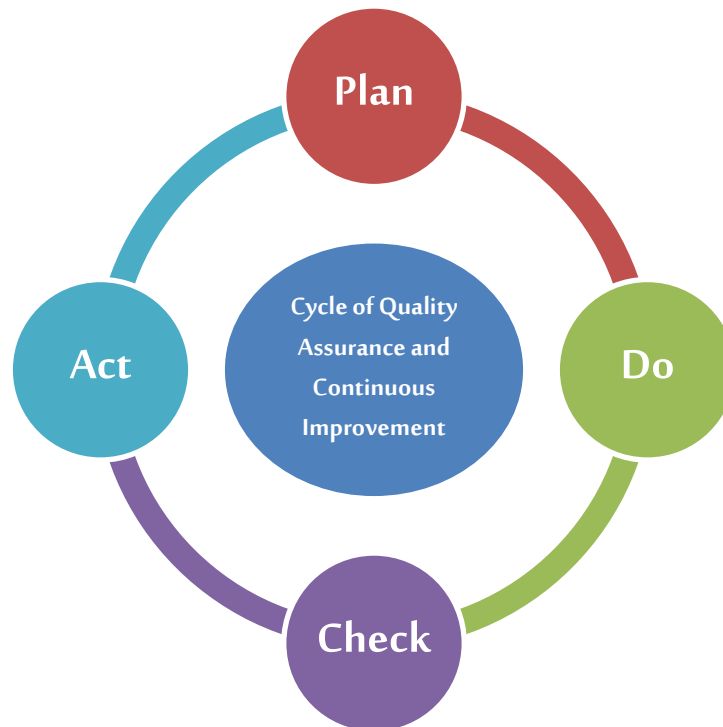 Plan
Cycle of Quality
Assurance and
Continuous
Improvement
Act
Do
Check